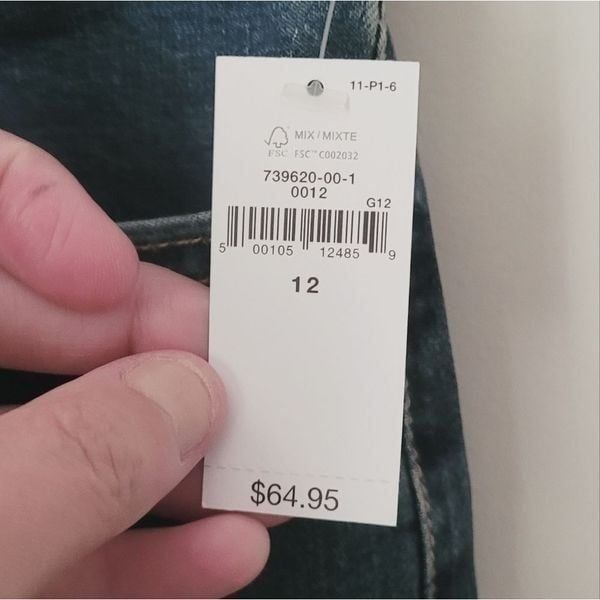 11-P1-6
MIX / MIXTE
FSC FSC™ C002032
739620-00-1
0012
G12
5 00105 12485 9
12
$64.95